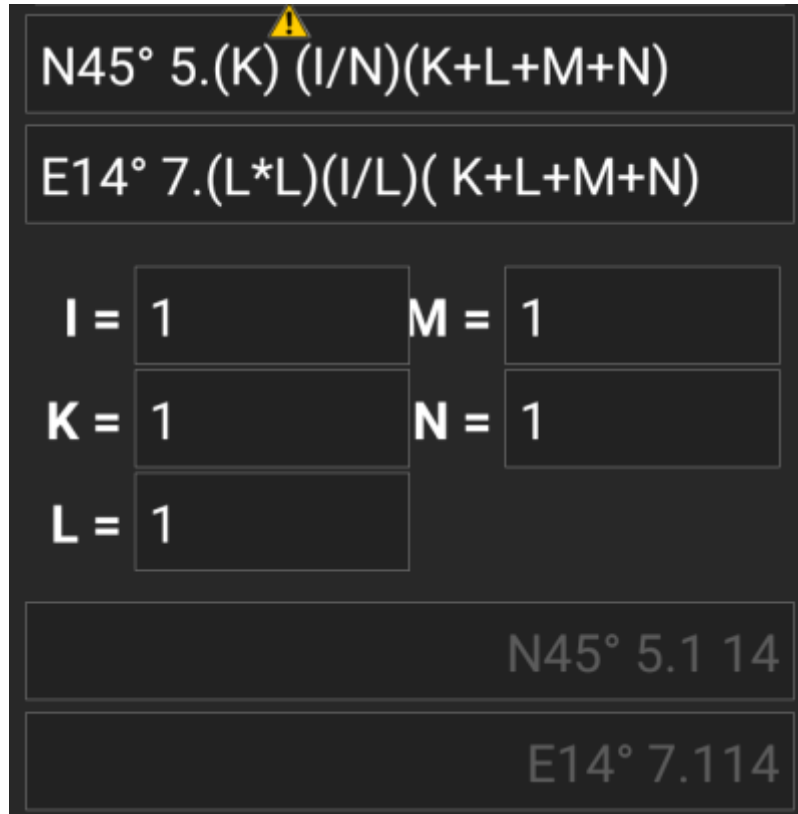 N45° 5.(K) (I/N)(K+L+M+N)
E14° 7.(L*L)(I/L)( K+L+M+N)
I = 1 M = 1
K = 1 N = 1
L = 1
N45° 5.1 14
E14° 7.114